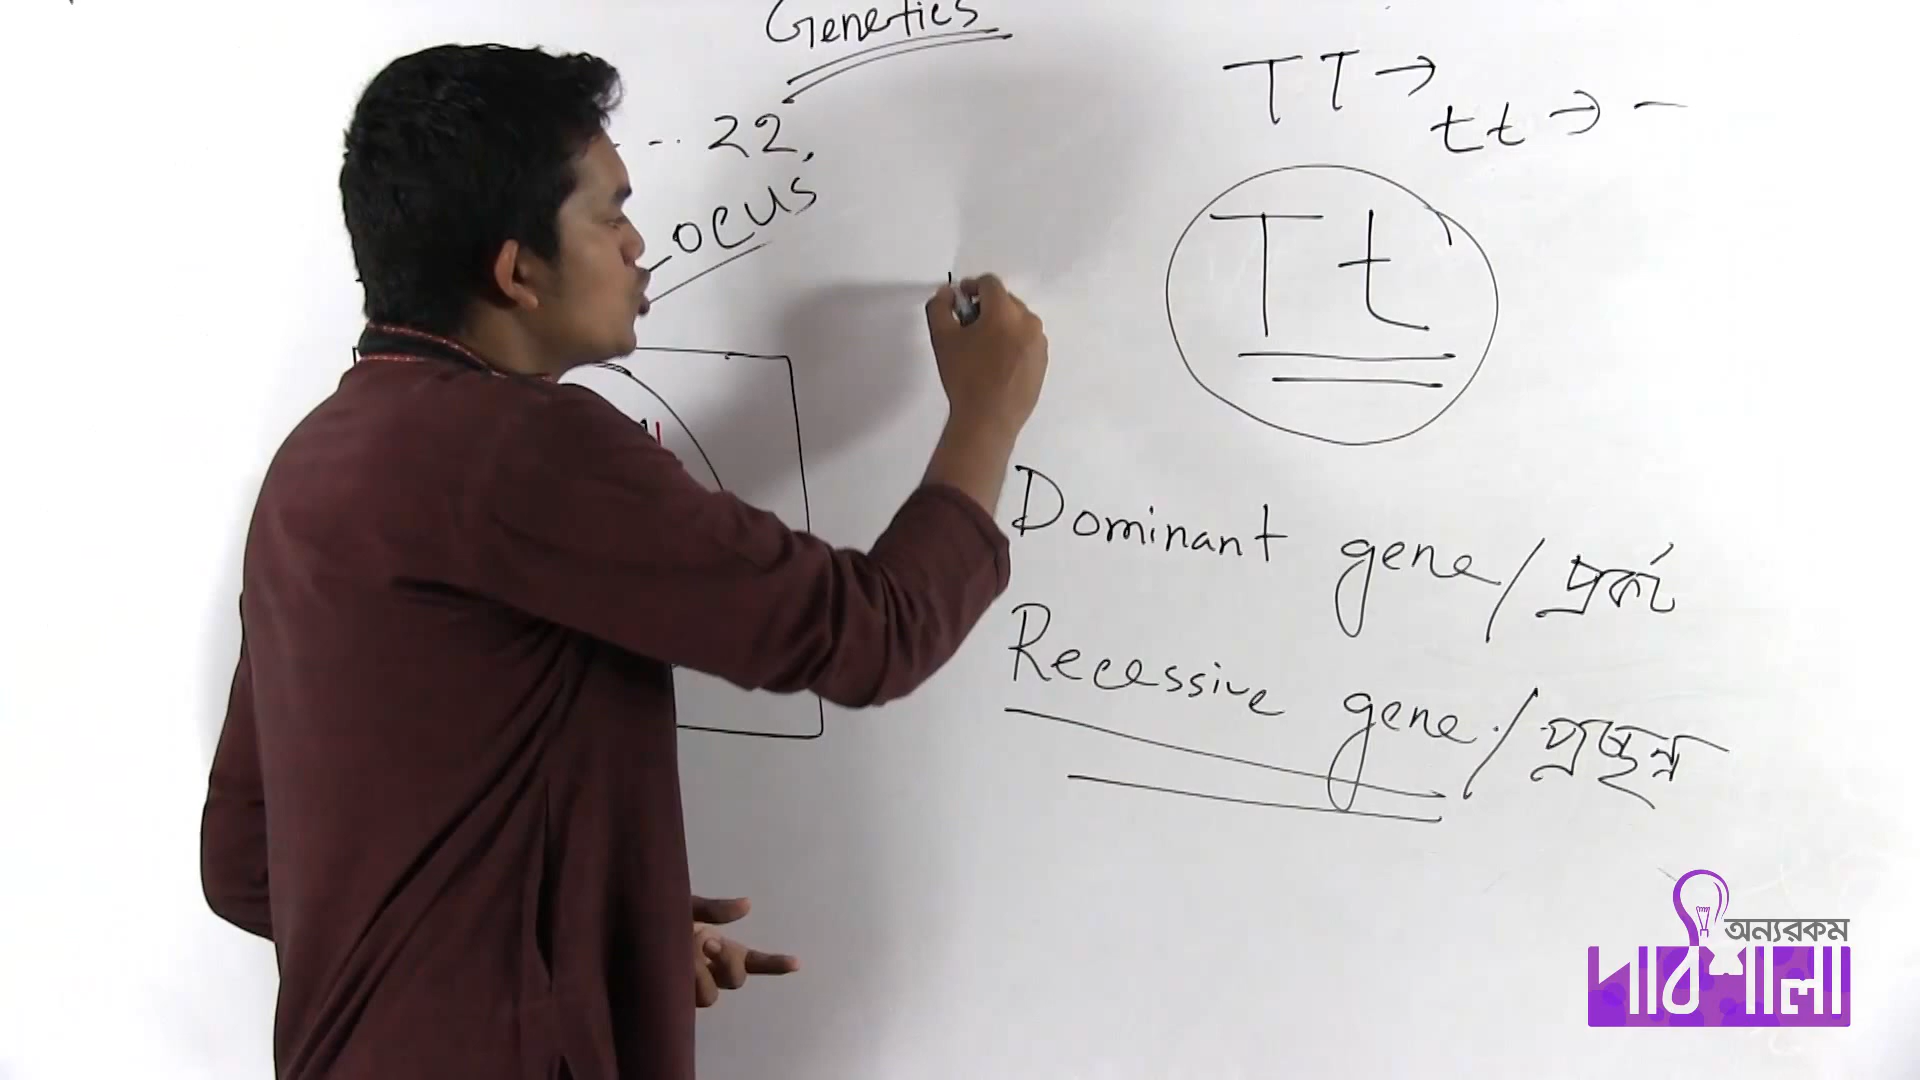 Genetics
TT →
tt → -
... 22,
Locus
Tt
Dominant gene / প্রকট
Recessive gene / প্রচ্ছন্ন
অন্যরকম
পাঠশালা